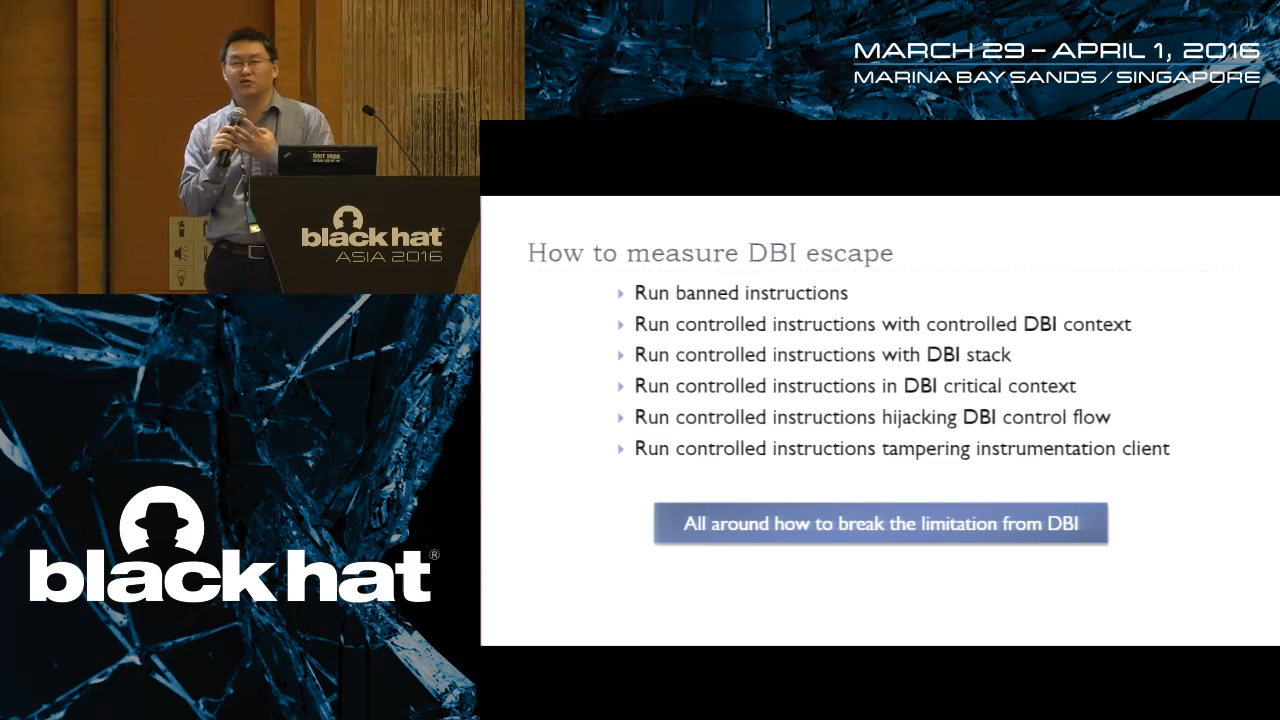 MARCH 29 – APRIL 1, 2016
MARINA BAY SANDS / SINGAPORE
black hat
ASIA 2016
How to measure DBI escape
Run banned instructions
Run controlled instructions with controlled DBI context
Run controlled instructions with DBI stack
Run controlled instructions in DBI critical context
Run controlled instructions hijacking DBI control flow
Run controlled instructions tampering instrumentation client
All around how to break the limitation from DBI
black hat®